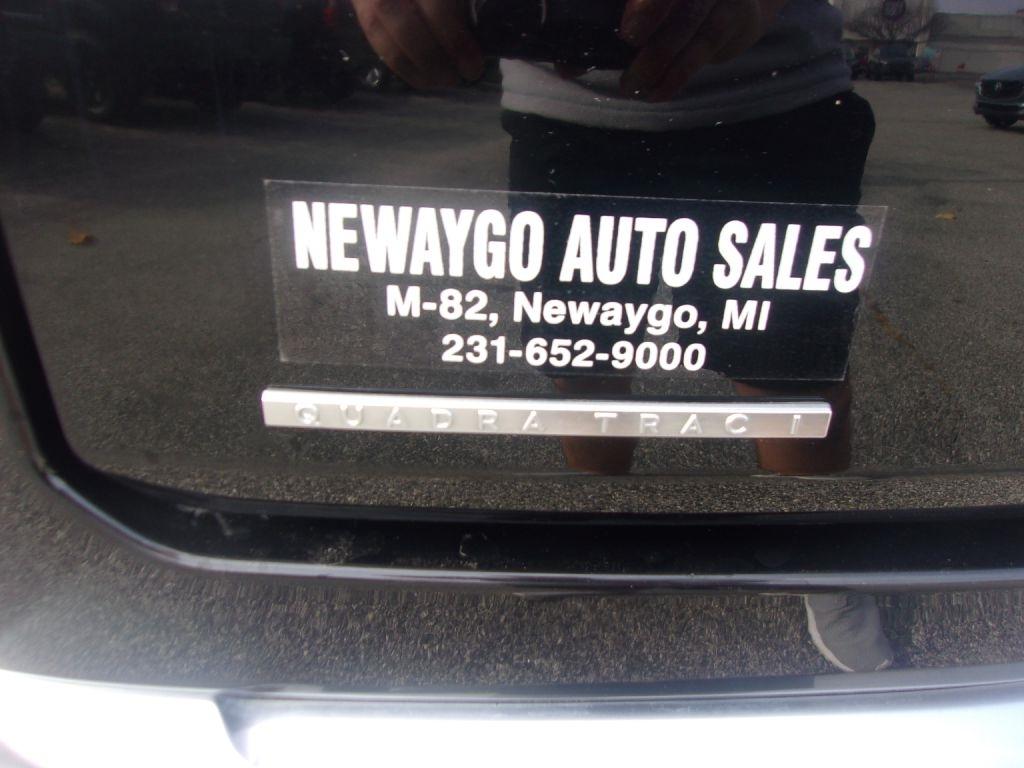 NEWAYGO AUTO SALES
M-82, Newaygo, MI
231-652-9000
QUADRA TRAC I